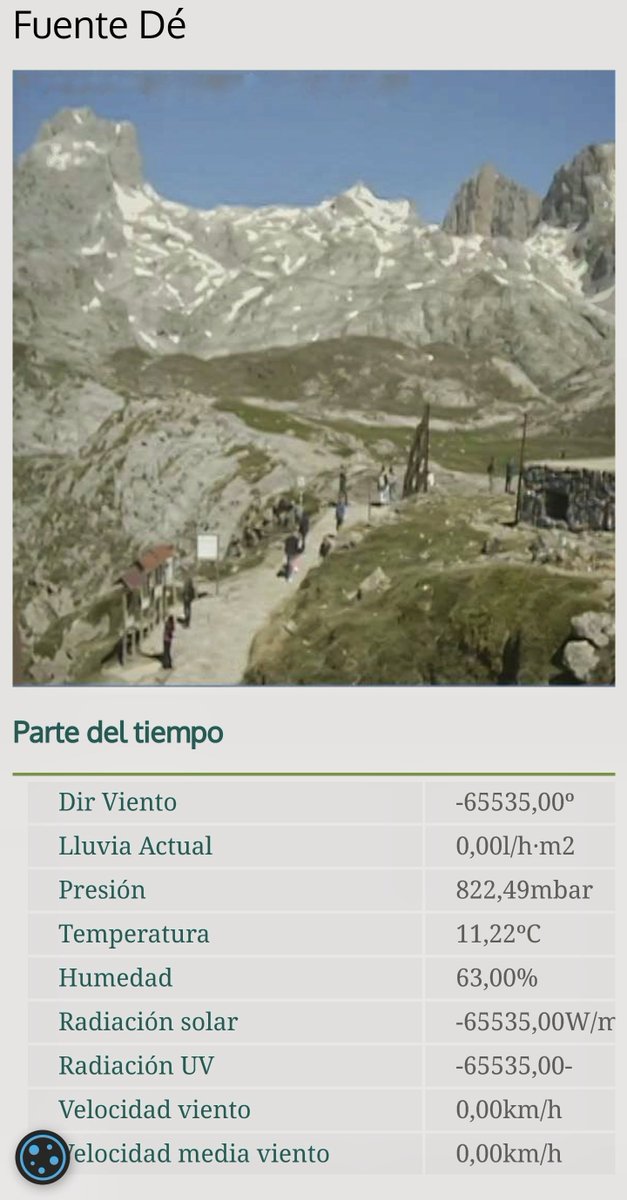 Fuente Dé
Parte del tiempo
Dir Viento -65535,00º
Lluvia Actual 0,00l/h·m2
Presión 822,49mbar
Temperatura 11,22ºC
Humedad 63,00%
Radiación solar -65535,00W/m
Radiación UV -65535,00-
Velocidad viento 0,00km/h
Velocidad media viento 0,00km/h